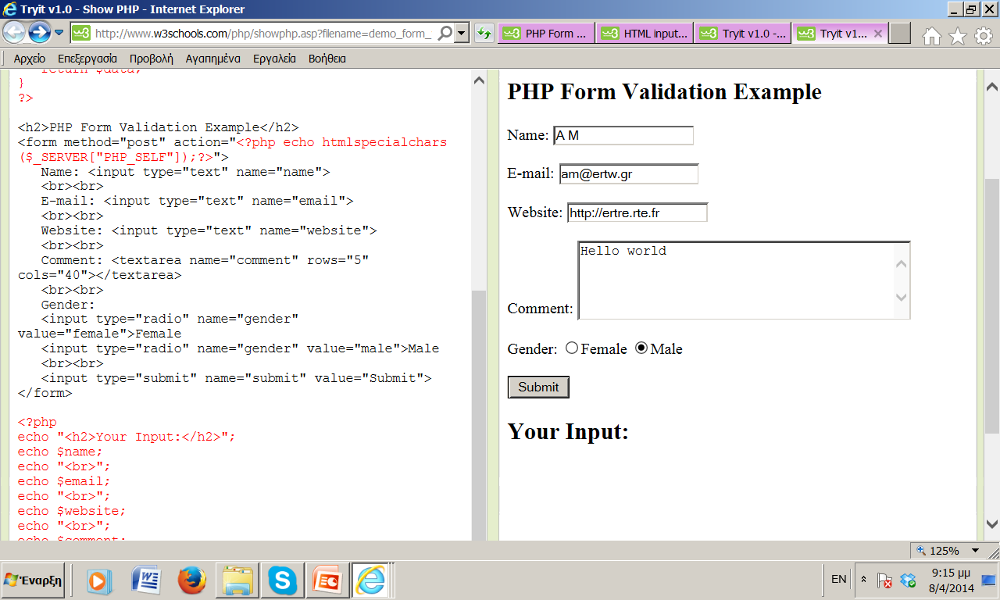 Tryit v1.0 - Show PHP - Internet Explorer
http://www.w3schools.com/php/showphp.asp?filename=demo_form_
PHP Form ...
HTML input...
Tryit v1.0 -...
Tryit v1...
Αρχείο Επεξεργασία Προβολή Αγαπημένα Εργαλεία Βοήθεια
return $data;
}
?>
<h2>PHP Form Validation Example</h2>
<form method="post" action="<?php echo htmlspecialchars
($_SERVER["PHP_SELF"]);?>">
Name: <input type="text" name="name">
<br><br>
E-mail: <input type="text" name="email">
<br><br>
Website: <input type="text" name="website">
<br><br>
Comment: <textarea name="comment" rows="5"
cols="40"></textarea>
<br><br>
Gender:
<input type="radio" name="gender"
value="female">Female
<input type="radio" name="gender" value="male">Male
<br><br>
<input type="submit" name="submit" value="Submit">
</form>
<?php
echo "<h2>Your Input:</h2>";
echo $name;
echo "<br>";
echo $email;
echo "<br>";
echo $website;
echo "<br>";
echo $comment;
PHP Form Validation Example
Name: A M
E-mail: am@ertw.gr
Website: http://ertre.rte.fr
Hello world
Comment:
Gender: Female Male
Submit
Your Input:
125%
Έναρξη
EN
9:15 μμ
8/4/2014